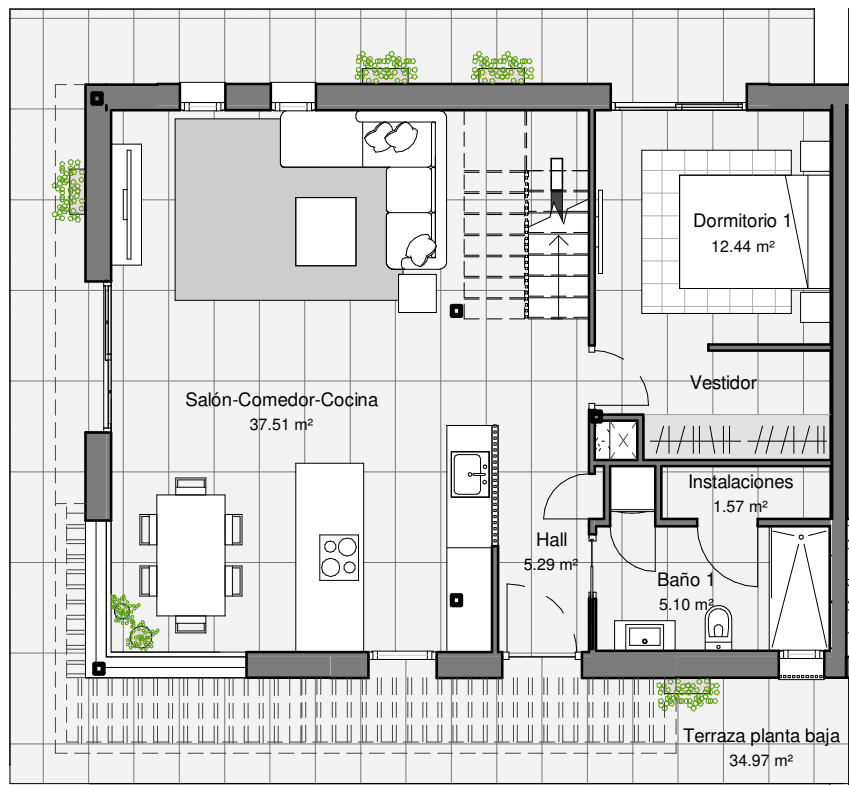 Dormitorio 1
12.44 m²
Vestidor
Salón-Comedor-Cocina
37.51 m²
Instalaciones
1.57 m²
Hall
5.29 m²
Baño 1
5.10 m²
Terraza planta baja
34.97 m²